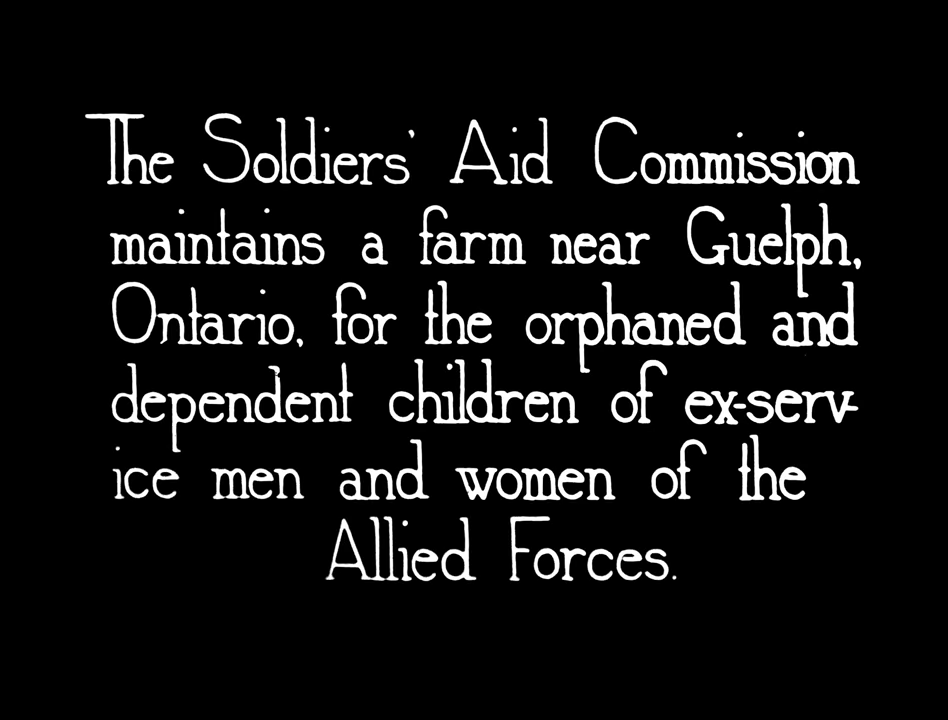 The Soldiers' Aid Commission
maintains a farm near Guelph,
Ontario, for the orphaned and
dependent children of ex-serv-
ice men and women of the
Allied Forces.